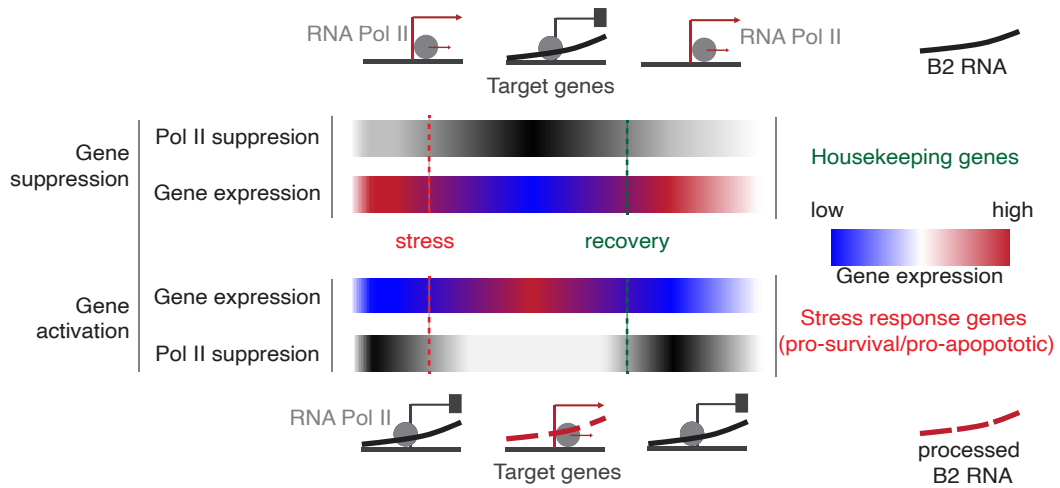 RNA Pol II
RNA Pol II
Target genes
B2 RNA
Gene
suppression
Pol II suppresion
Gene expression
Housekeeping genes
low
high
Gene expression
stress
recovery
Gene
activation
Gene expression
Pol II suppresion
Stress response genes
(pro-survival/pro-apopototic)
RNA Pol II
Target genes
processed
B2 RNA